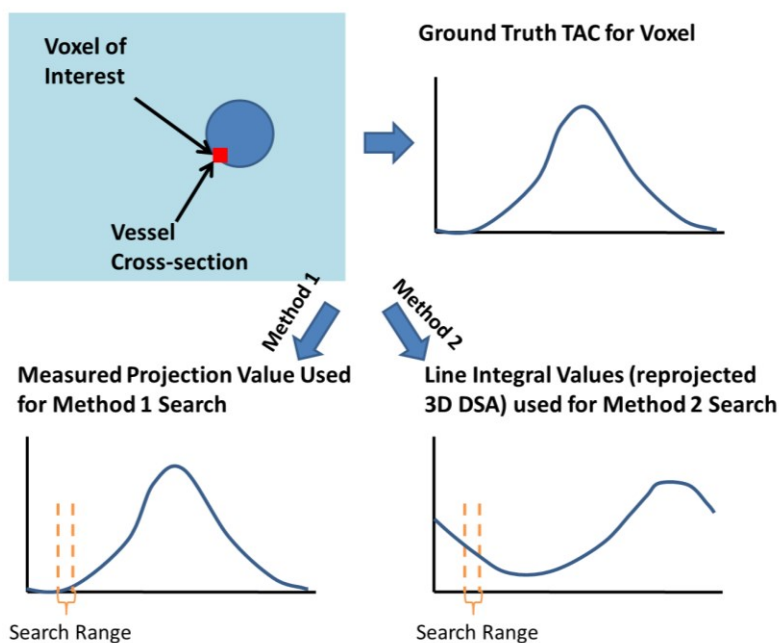 Voxel of
Interest
Vessel
Cross-section
Ground Truth TAC for Voxel
Method 1
Method 2
Measured Projection Value Used
for Method 1 Search
Line Integral Values (reprojected
3D DSA) used for Method 2 Search
Search Range
Search Range